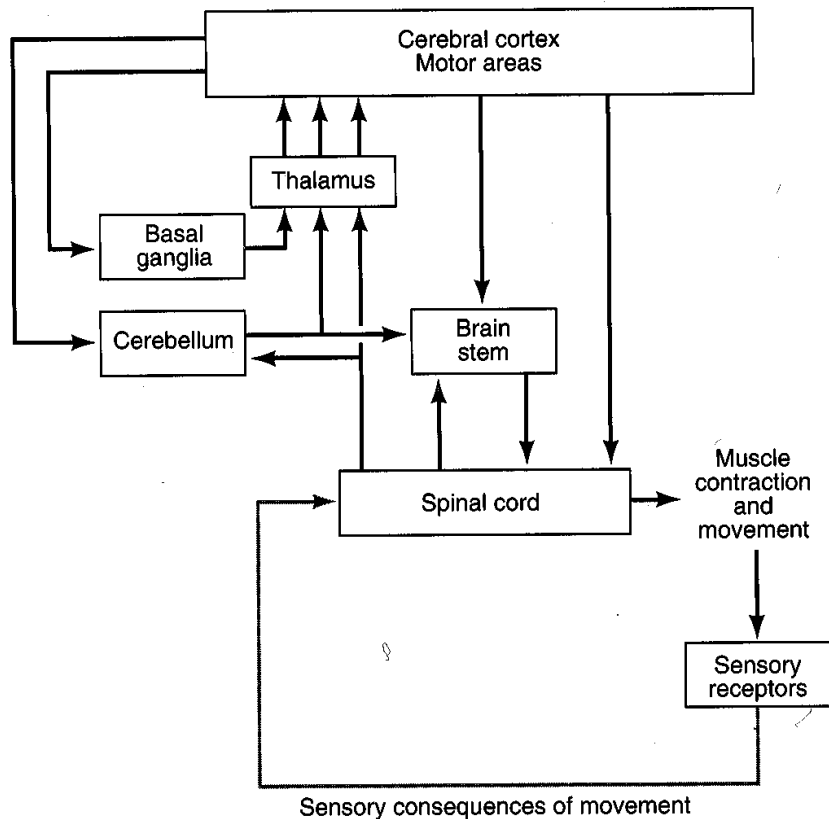 Cerebral cortex
Motor areas
Thalamus
Basal
ganglia
Cerebellum
Brain
stem
Spinal cord
Muscle
contraction
and
movement
Sensory
receptors
Sensory consequences of movement